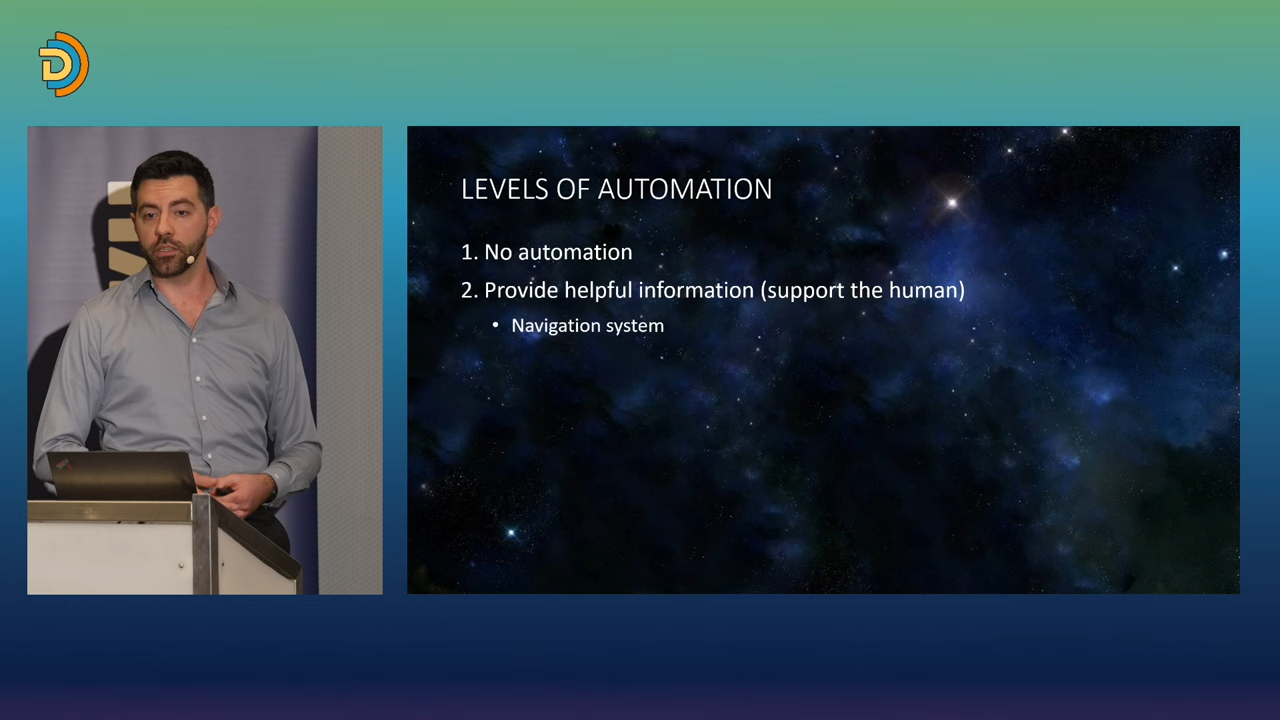 D
LEVELS OF AUTOMATION
1. No automation
2. Provide helpful information (support the human)
• Navigation system